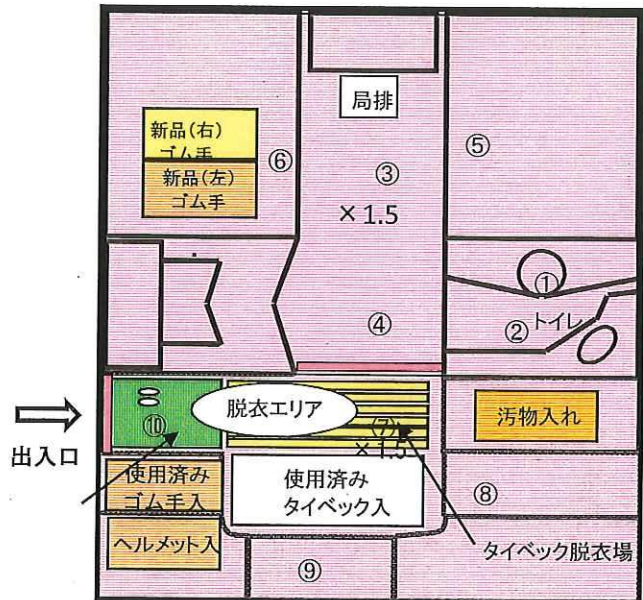 局排
新品(右)
ゴム手
新品(左)
ゴム手
⑥
③
×1.5
⑤
①
④
②
トイレ
出入口
⑩
脱衣エリア
⑦
×1.5
汚物入れ
使用済み
ゴム手入
使用済み
タイベック入
⑧
ヘルメット入
⑨
タイベック脱衣場